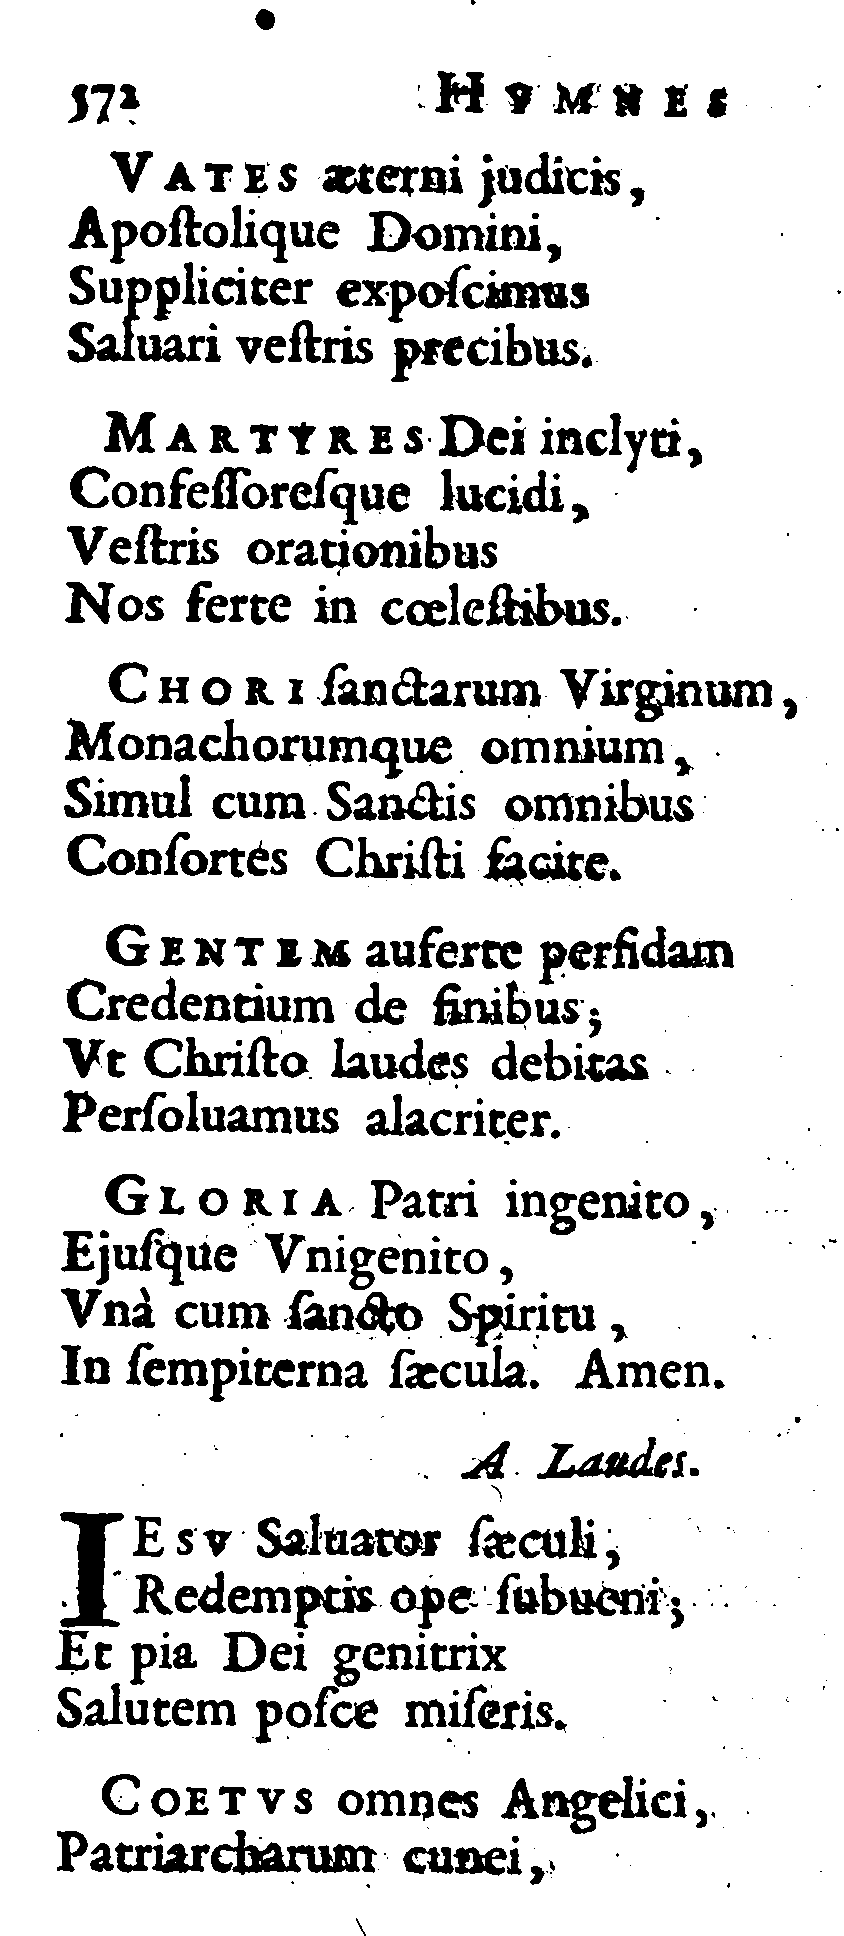 572 HYMNES
VATES æterni judicis,
Apoſtolique Domini,
Suppliciter expoſcimus
Saluari veſtris precibus.
MARTYRES Dei inclyti,
Confeſſoreſque lucidi,
Veſtris orationibus
Nos ferte in cœleſtibus.
CHORI ſanctarum Virginum,
Monachorumque omnium,
Simul cum Sanctis omnibus
Conſortes Chriſti facite.
GENTEM auferte perfidam
Credentium de finibus;
Vt Chriſto laudes debitas
Perſoluamus alacriter.
GLORIA Patri ingenito,
Ejuſque Vnigenito,
Vnà cum ſancto Spiritu,
In ſempiterna ſæcula. Amen.
A Laudes.
IESV Saluator ſæculi,
Redemptis ope ſubueni;
Et pia Dei genitrix
Salutem poſce miſeris.
COETVS omnes Angelici,
Patriarcharum cunei,